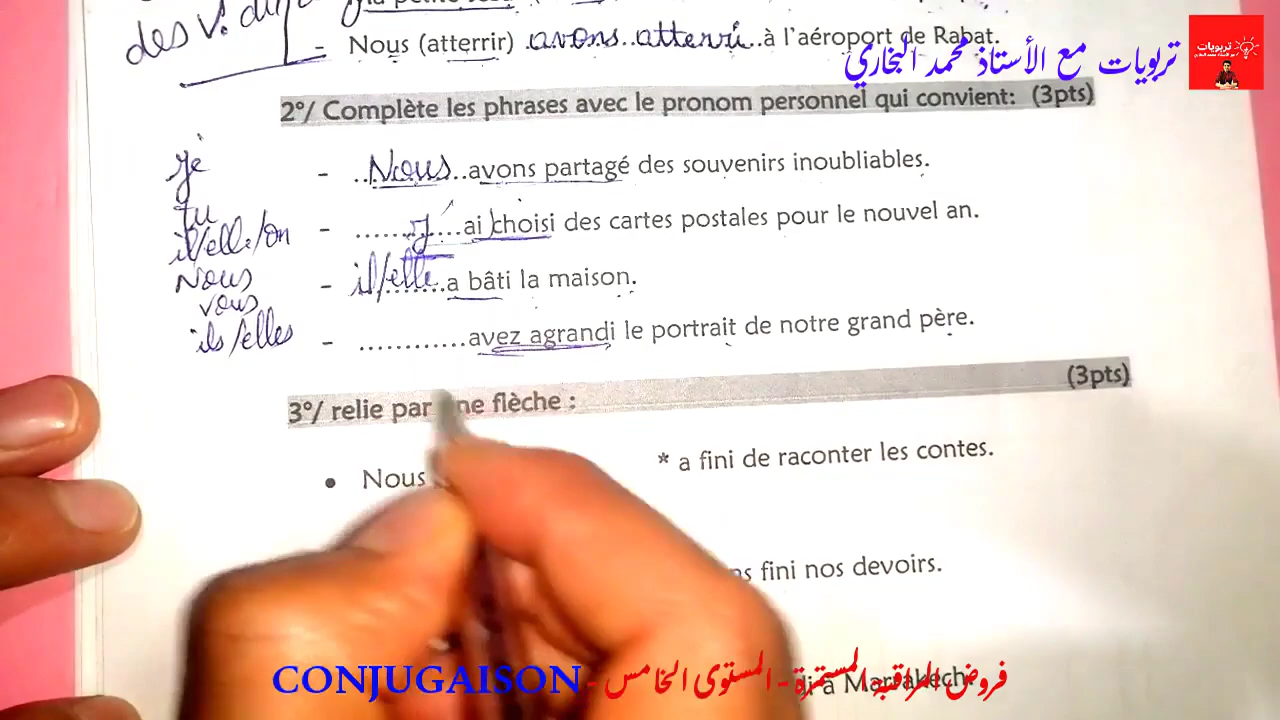 des V. du
- Nous (atterrir) avons atterri à l'aéroport de Rabat.
تربويات مع الأستاذ محمد البخاري
تربويات
2°/ Complète les phrases avec le pronom personnel qui convient: (3pts)
je
- ..Nous..avons partagé des souvenirs inoubliables.
tu
- ......j'...ai choisi des cartes postales pour le nouvel an.
il/elle/on
Nous
- il/elle..a bâti la maison.
vous
ils/elles
- ............avez agrandi le portrait de notre grand père.
3°/ relie par une flèche : (3pts)
• Nous
* a fini de raconter les contes.
fini nos devoirs.
à Marrakech.
CONJUGAISON - فروض المراقبة المستمرة - المستوى الخامس